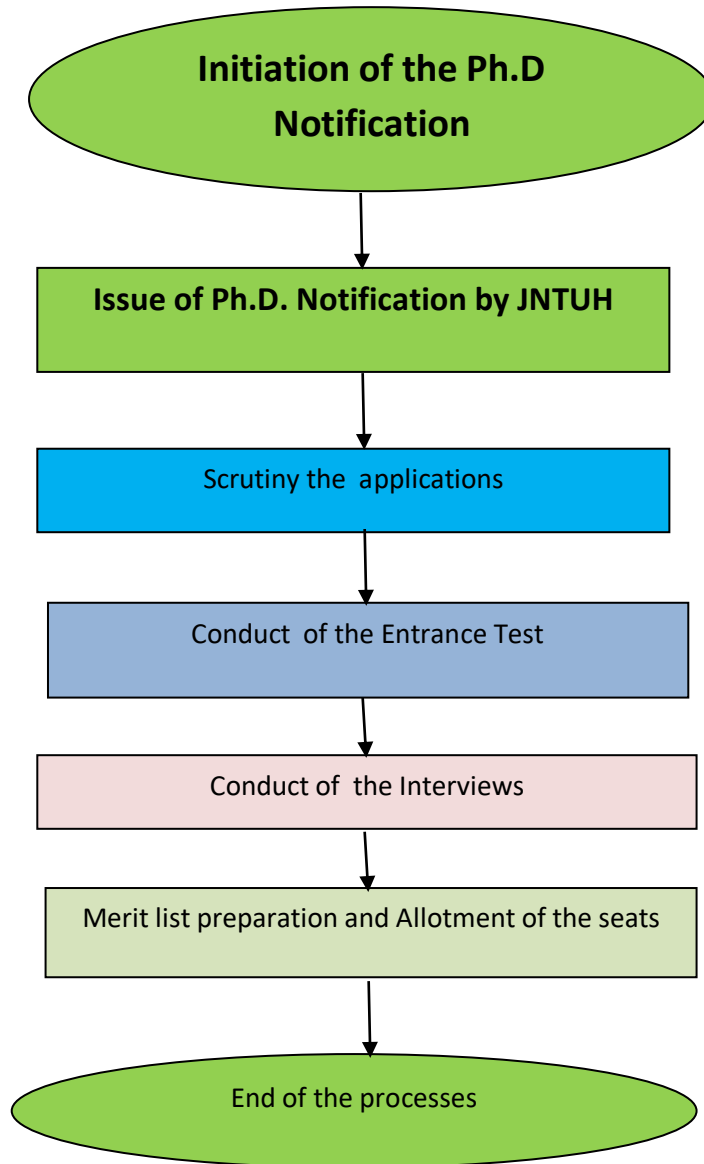 Initiation of the Ph.D
Notification
Issue of Ph.D. Notification by JNTUH
Scrutiny the applications
Conduct of the Entrance Test
Conduct of the Interviews
Merit list preparation and Allotment of the seats
End of the processes